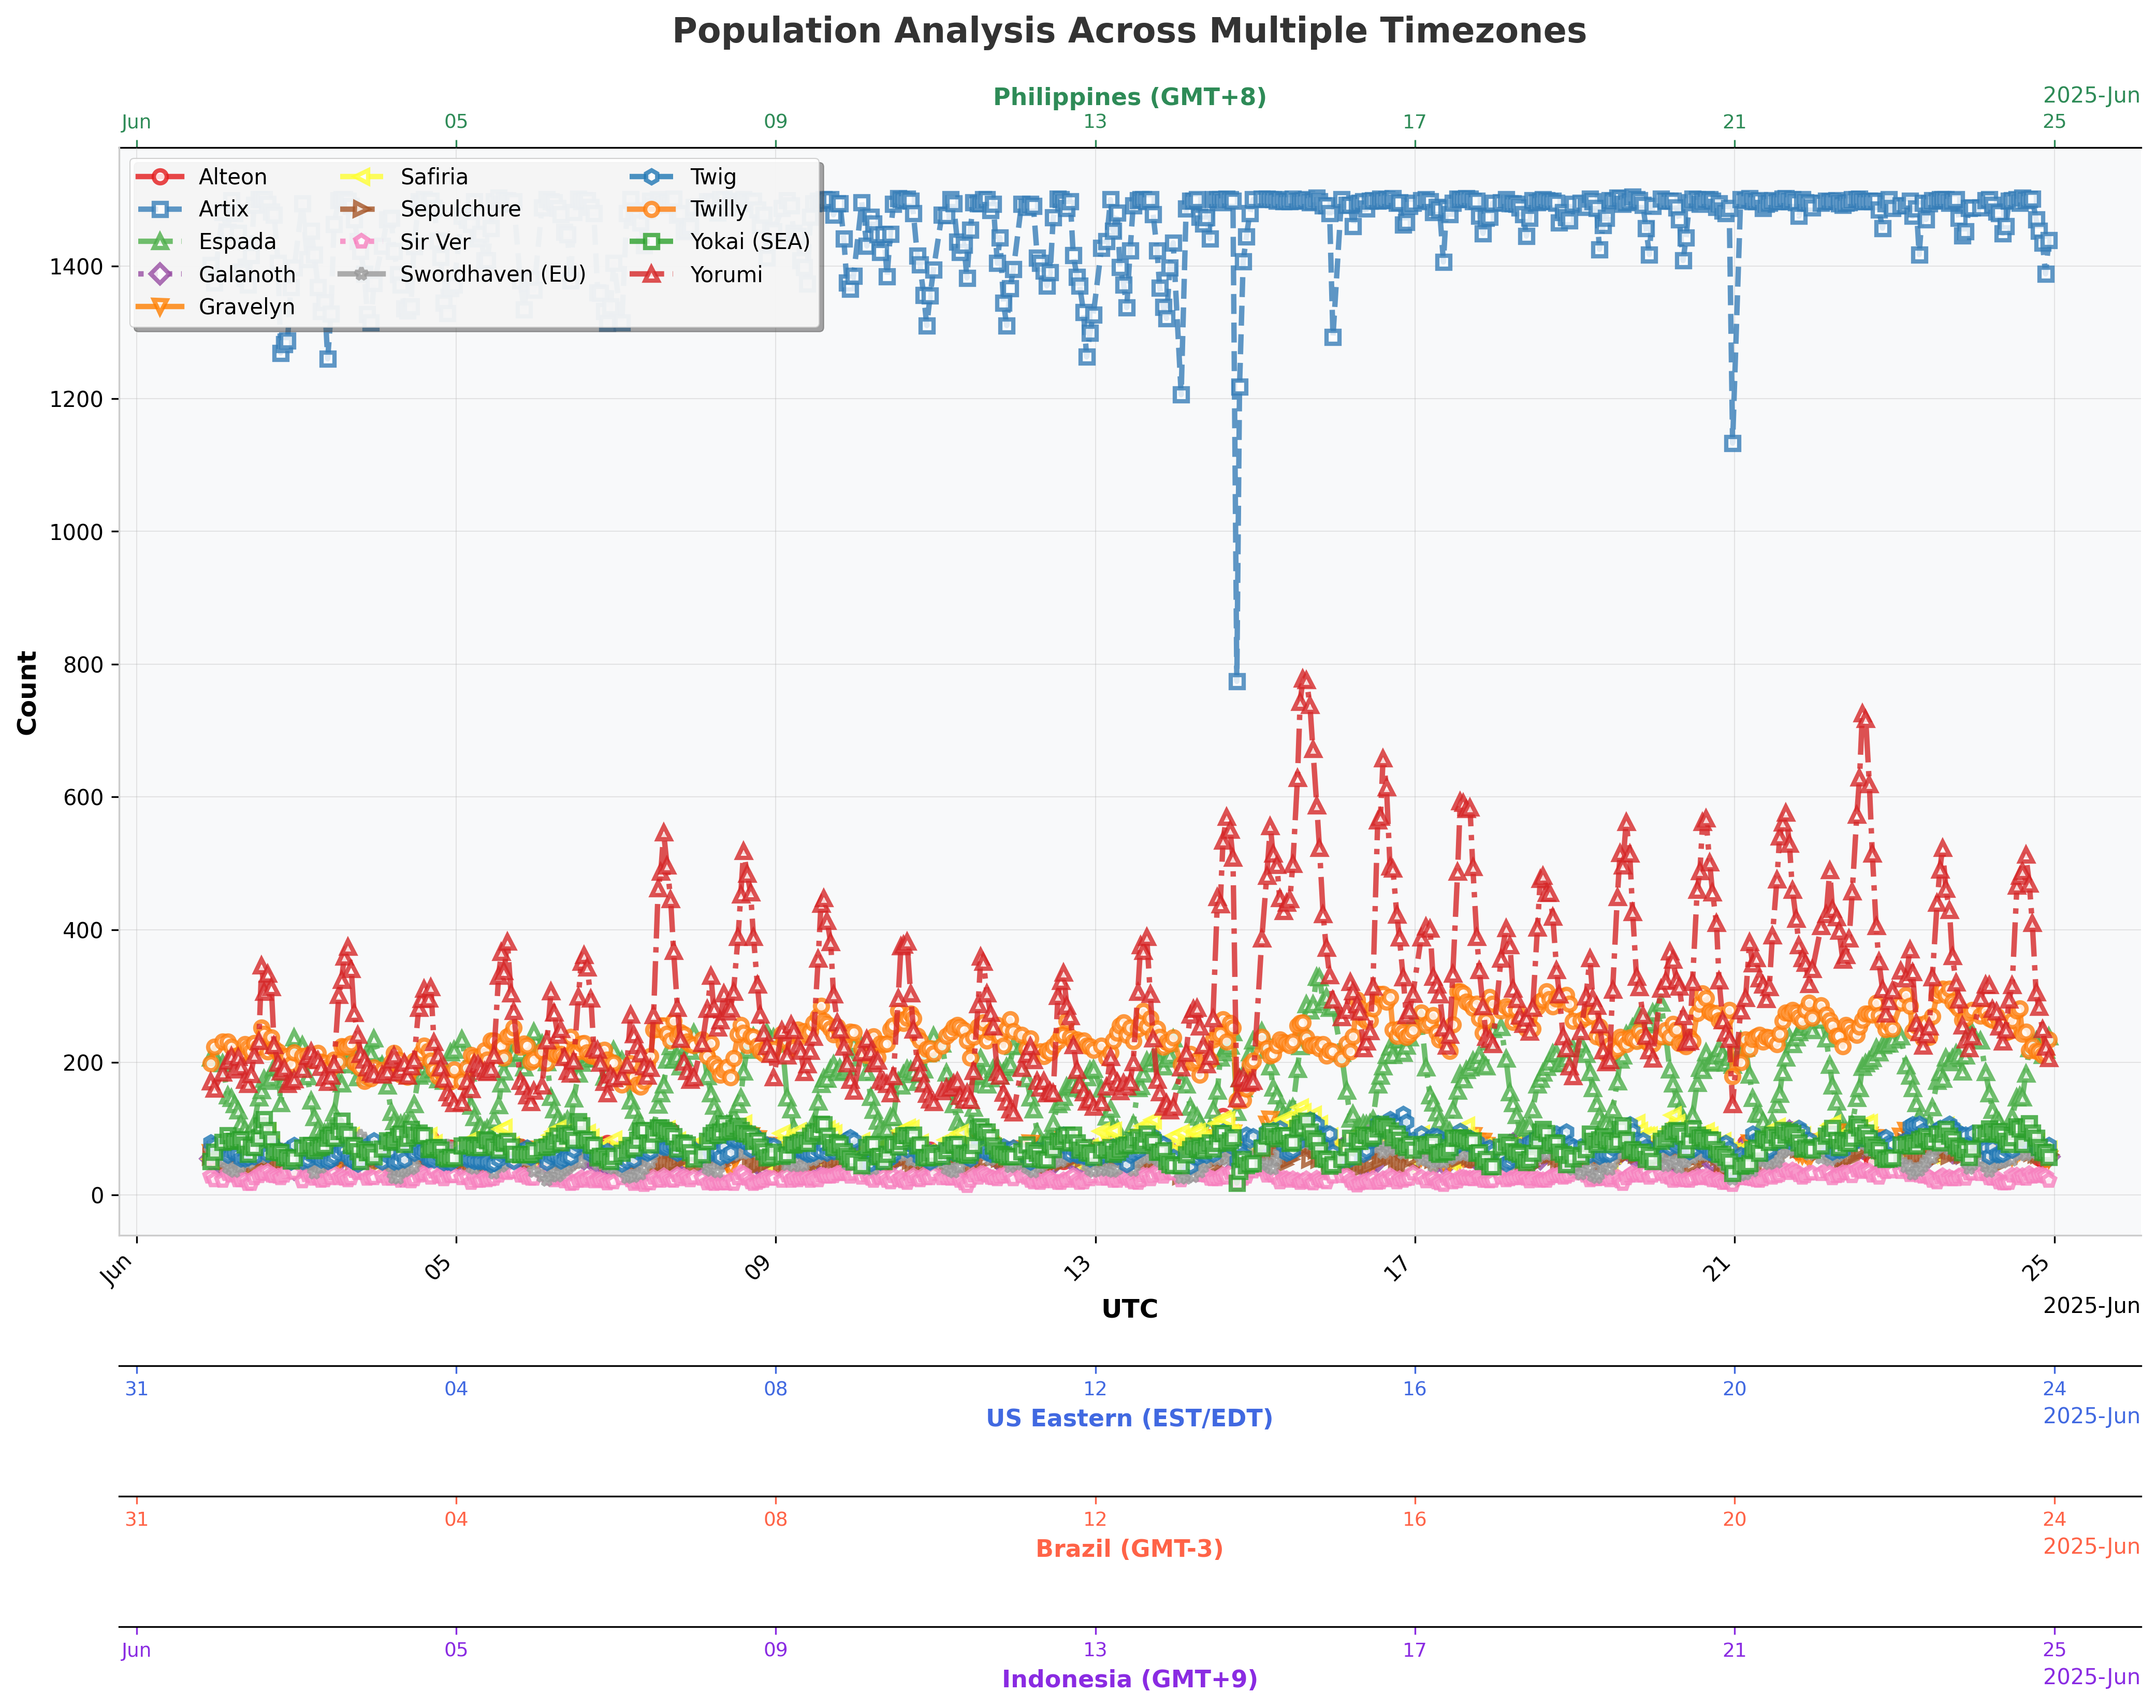 Population Analysis Across Multiple Timezones
Philippines (GMT+8)
2025-Jun
Jun 05 09 13 17 21 25
Alteon Safiria Twig
Artix Sepulchure Twilly
Espada Sir Ver Yokai (SEA)
Galanoth Swordhaven (EU) Yorumi
Gravelyn
Count
1400
1200
1000
800
600
400
200
0
Jun 05 09 13 17 21 25
UTC
2025-Jun
31 04 08 12 16 20 24
US Eastern (EST/EDT)
2025-Jun
31 04 08 12 16 20 24
Brazil (GMT-3)
2025-Jun
Jun 05 09 13 17 21 25
Indonesia (GMT+9)
2025-Jun